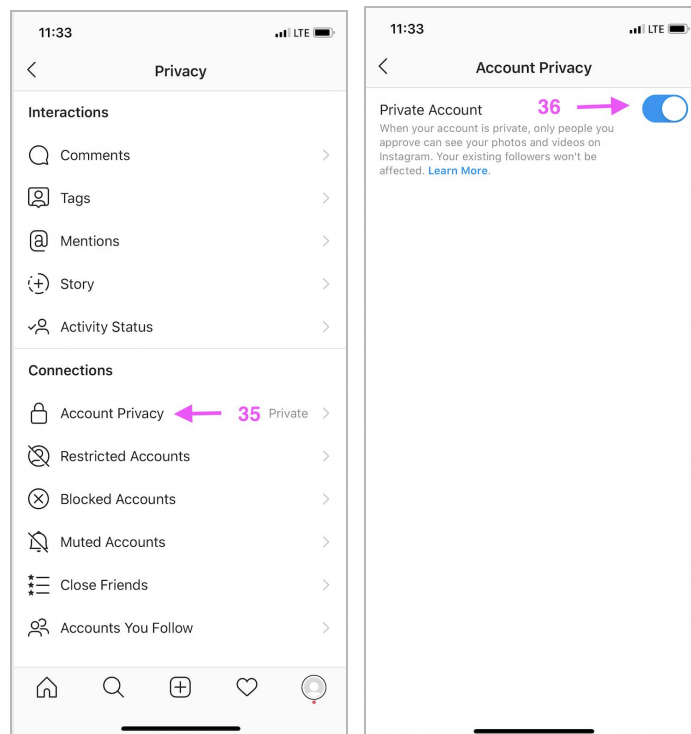 11:33
LTE
Privacy
Interactions
Comments
Tags
Mentions
Story
Activity Status
Connections
Account Privacy 35 Private
Restricted Accounts
Blocked Accounts
Muted Accounts
Close Friends
Accounts You Follow
11:33
LTE
Account Privacy
Private Account 36
When your account is private, only people you
approve can see your photos and videos on
Instagram. Your existing followers won't be
affected. Learn More.